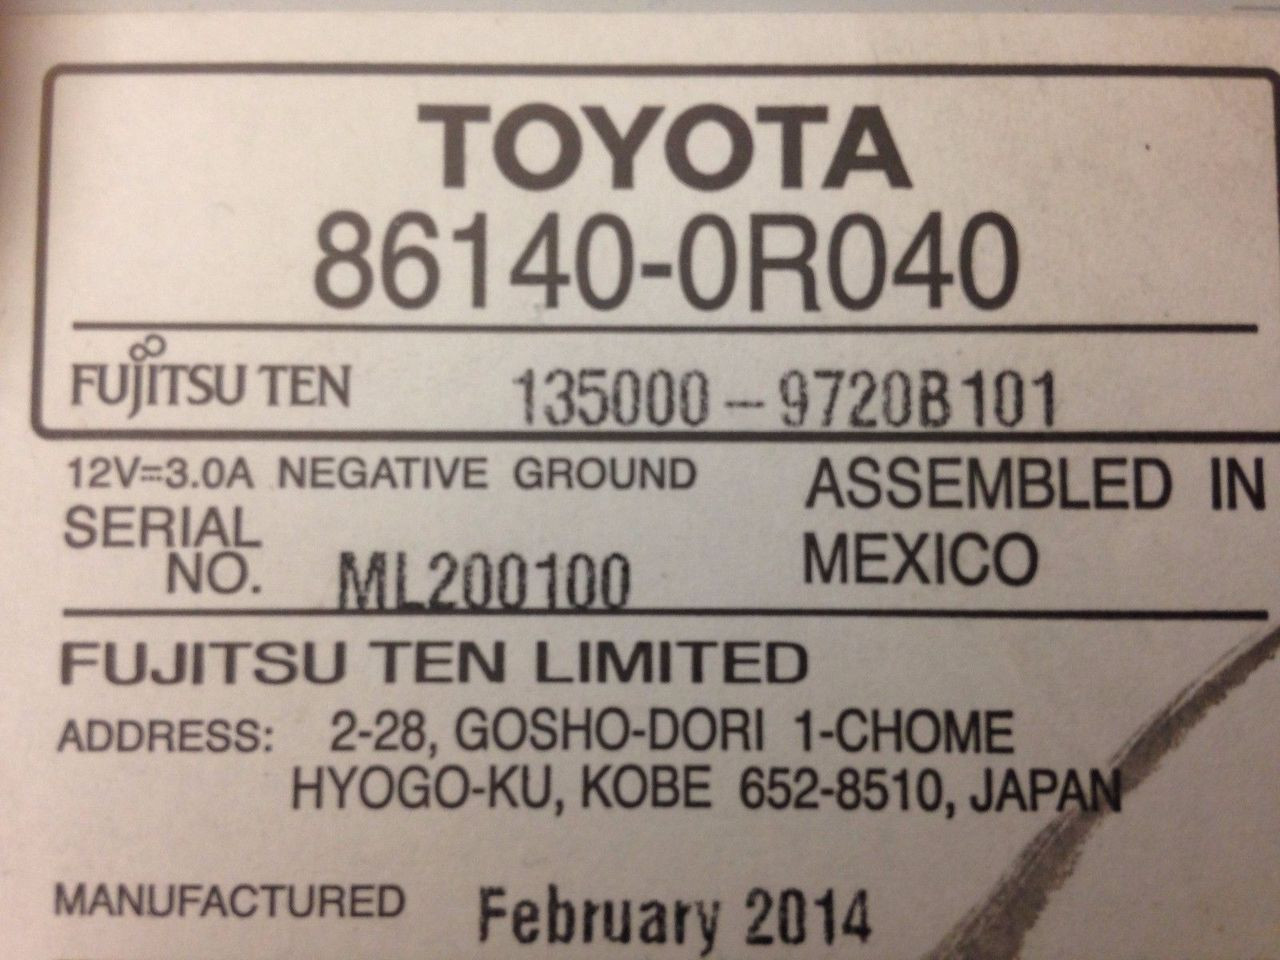 TOYOTA
86140-0R040
FUJITSU TEN 135000-9720B101
12V⎓3.0A NEGATIVE GROUND
ASSEMBLED IN
MEXICO
SERIAL
NO. ML200100
FUJITSU TEN LIMITED
ADDRESS: 2-28, GOSHO-DORI 1-CHOME
HYOGO-KU, KOBE 652-8510, JAPAN
MANUFACTURED February 2014